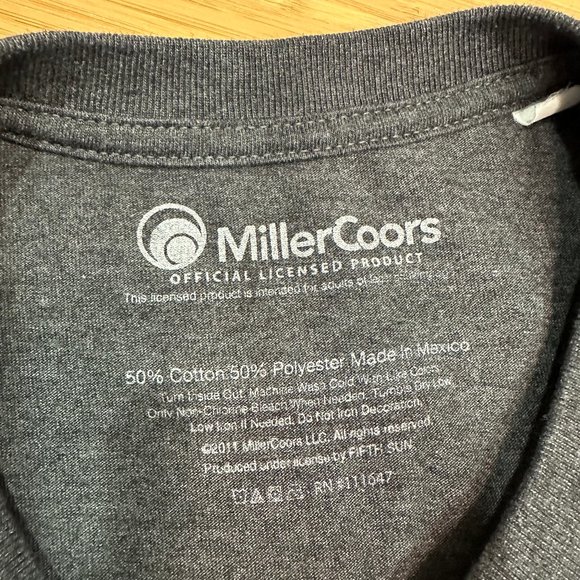 MillerCoors
OFFICIAL LICENSED PRODUCT
This licensed product is intended for adults of
50% Cotton 50% Polyester Made In Mexico
Turn Inside Out. Machine Wash Cold With Like Colors
Only Non-Chlorine Bleach When Needed. Tumble Dry Low
Low Iron If Needed. Do Not Iron Decoration.
©2011 MillerCoors LLC. All rights reserved.
Produced under license by FIFTH SUN
RN #111647